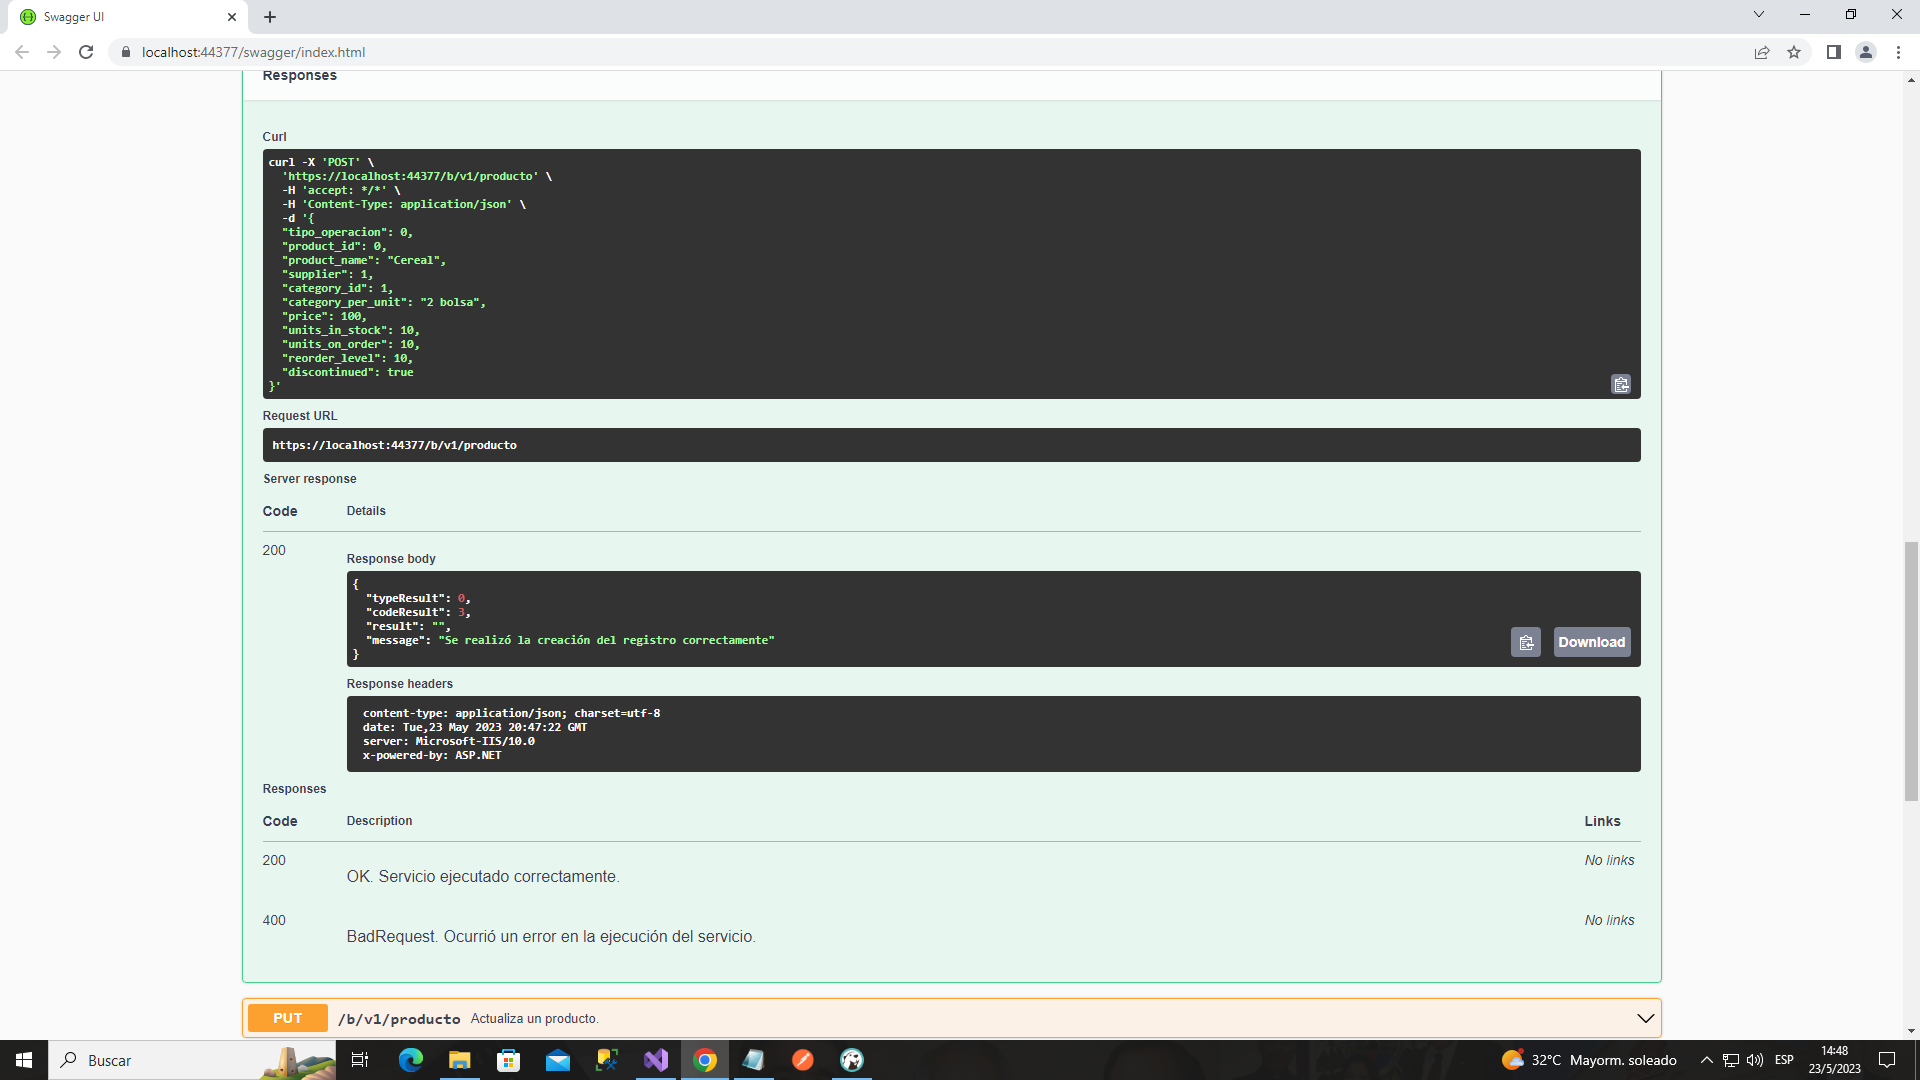 Swagger UI
localhost:44377/swagger/index.html
Responses
Curl
curl -X 'POST' \
'https://localhost:44377/b/v1/producto' \
-H 'accept: */*' \
-H 'Content-Type: application/json' \
-d '{
"tipo_operacion": 0,
"product_id": 0,
"product_name": "Cereal",
"supplier": 1,
"category_id": 1,
"category_per_unit": "2 bolsa",
"price": 100,
"units_in_stock": 10,
"units_on_order": 10,
"reorder_level": 10,
"discontinued": true
}'
Request URL
https://localhost:44377/b/v1/producto
Server response
Code Details
200
Response body
{
"typeResult": 0,
"codeResult": 3,
"result": "",
"message": "Se realizó la creación del registro correctamente"
}
Download
Response headers
content-type: application/json; charset=utf-8
date: Tue,23 May 2023 20:47:22 GMT
server: Microsoft-IIS/10.0
x-powered-by: ASP.NET
Responses
Code Description Links
200 No links
OK. Servicio ejecutado correctamente.
400 No links
BadRequest. Ocurrió un error en la ejecución del servicio.
PUT /b/v1/producto Actualiza un producto.
Buscar
32°C Mayorm. soleado
ESP
14:48
23/5/2023